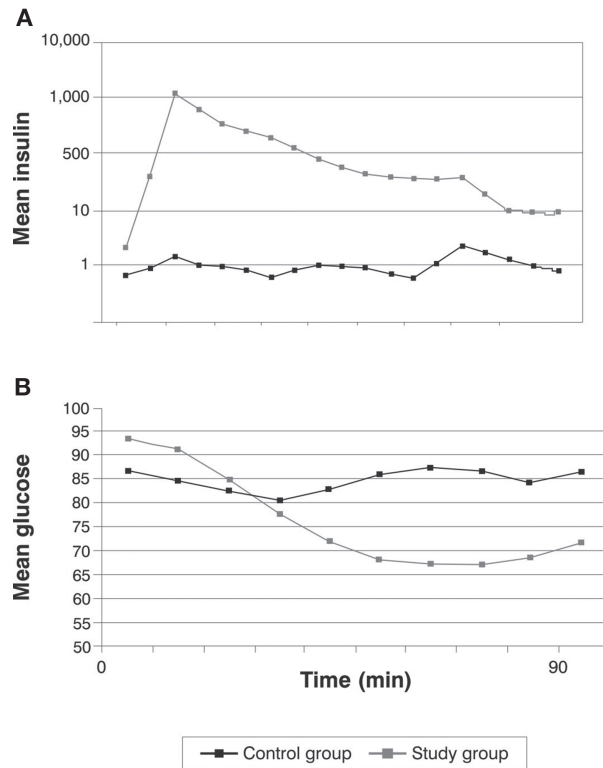 A
10,000
1,000
500
10
1
Mean insulin
B
100
95
90
85
80
75
70
65
60
55
50
Mean glucose
0
90
Time (min)
Control group
Study group